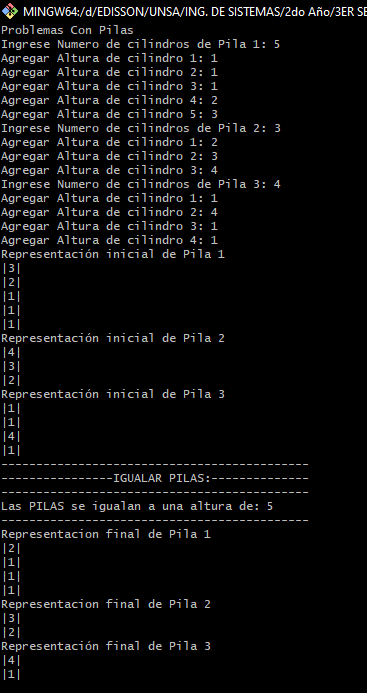 MINGW64:/d/EDISSON/UNSA/ING. DE SISTEMAS/2do Año/3ER SE
Problemas Con Pilas
Ingrese Numero de cilindros de Pila 1: 5
Agregar Altura de cilindro 1: 1
Agregar Altura de cilindro 2: 1
Agregar Altura de cilindro 3: 1
Agregar Altura de cilindro 4: 2
Agregar Altura de cilindro 5: 3
Ingrese Numero de cilindros de Pila 2: 3
Agregar Altura de cilindro 1: 2
Agregar Altura de cilindro 2: 3
Agregar Altura de cilindro 3: 4
Ingrese Numero de cilindros de Pila 3: 4
Agregar Altura de cilindro 1: 1
Agregar Altura de cilindro 2: 4
Agregar Altura de cilindro 3: 1
Agregar Altura de cilindro 4: 1
Representación inicial de Pila 1
|3|
|2|
|1|
|1|
|1|
Representación inicial de Pila 2
|4|
|3|
|2|
Representación inicial de Pila 3
|1|
|1|
|4|
|1|
--------------------------------------------
----------------IGUALAR PILAS:--------------
--------------------------------------------
Las PILAS se igualan a una altura de: 5
--------------------------------------------
Representacion final de Pila 1
|2|
|1|
|1|
|1|
Representacion final de Pila 2
|3|
|2|
Representacion final de Pila 3
|4|
|1|